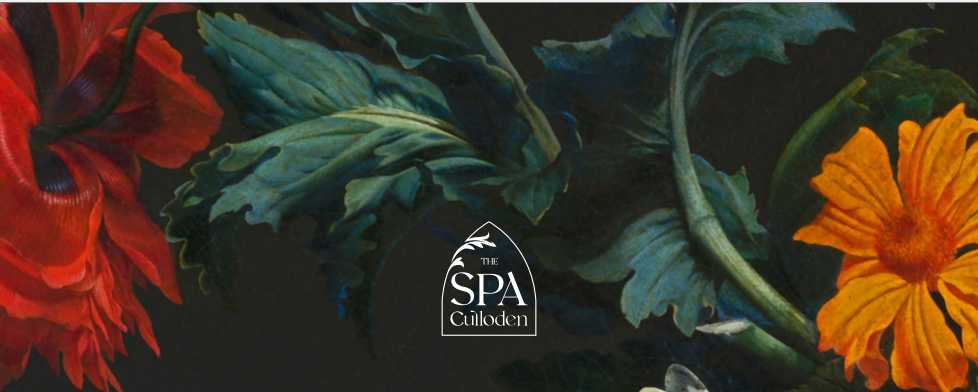 THE
SPA
Culloden